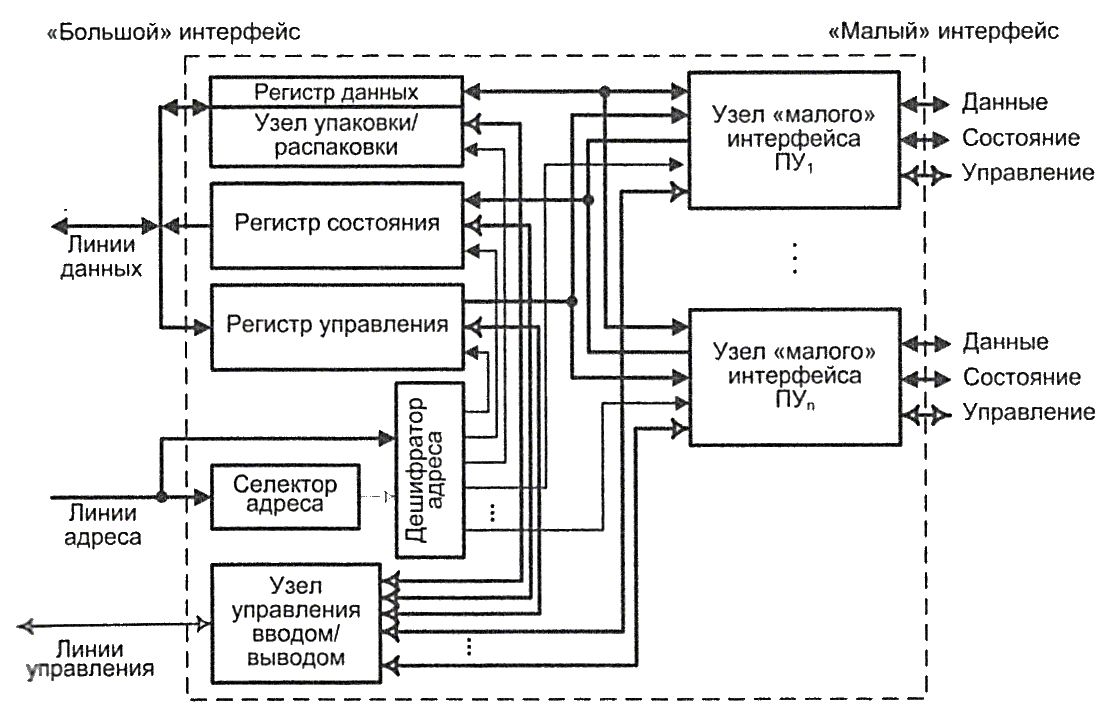 «Большой» интерфейс
«Малый» интерфейс
Регистр данных
Узел упаковки/
распаковки
Регистр состояния
Регистр управления
Линии
данных
Узел «малого»
интерфейса
ПУ1
Данные
Состояние
Управление
Узел «малого»
интерфейса
ПУn
Данные
Состояние
Управление
Дешифратор
адреса
Селектор
адреса
Линии
адреса
Узел
управления
вводом/
выводом
Линии
управления